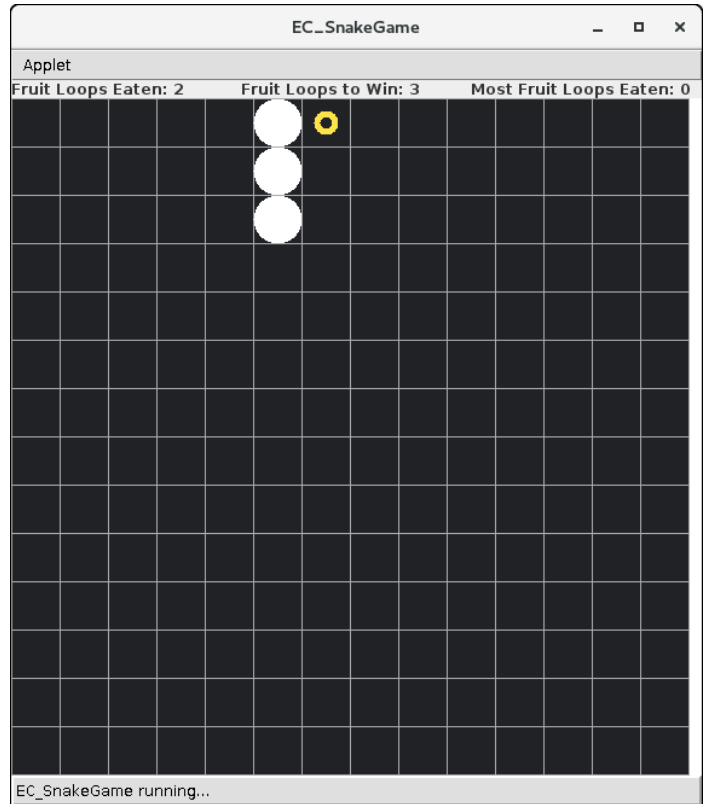 EC_SnakeGame
Applet
Fruit Loops Eaten: 2 Fruit Loops to Win: 3 Most Fruit Loops Eaten: 0
EC_SnakeGame running...